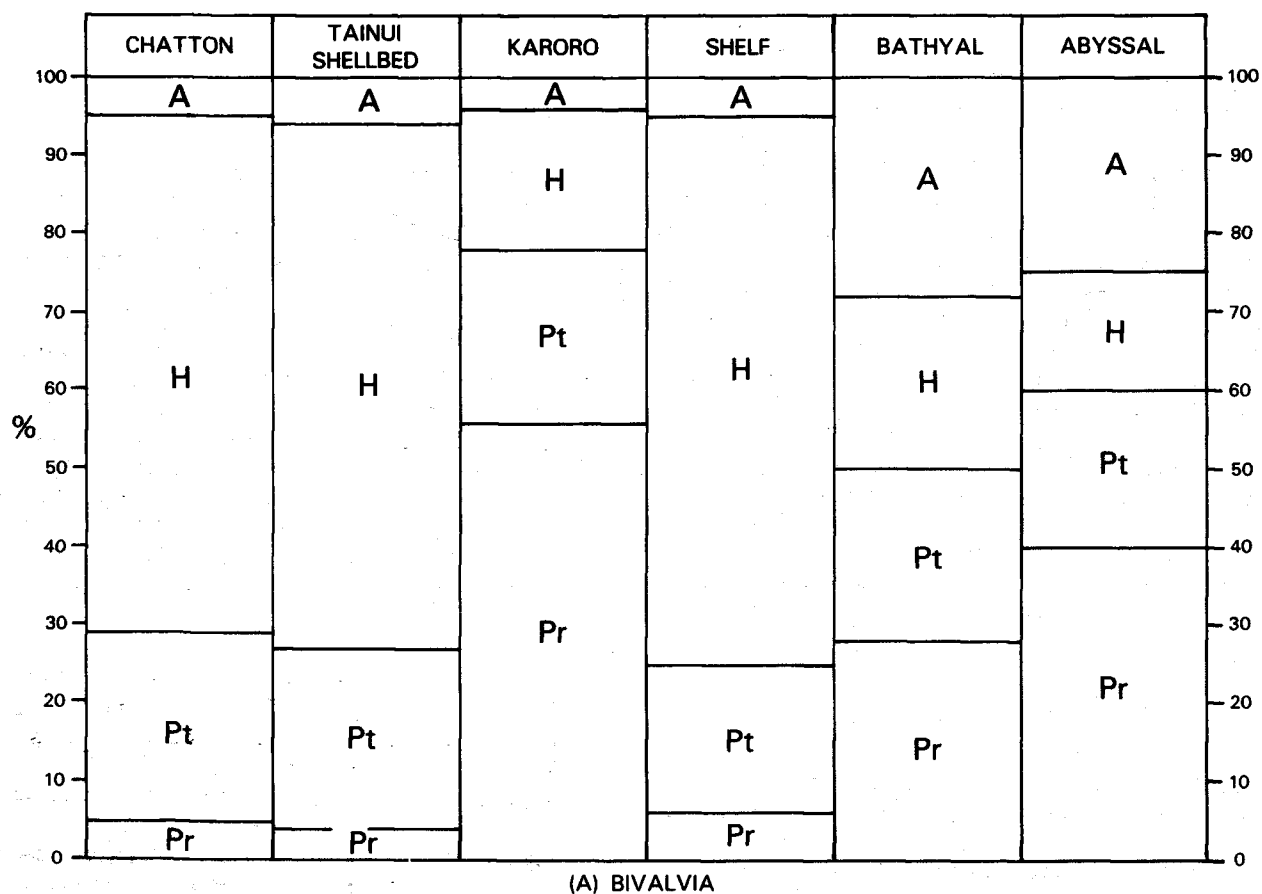 CHATTON TAINUI SHELLBED KARORO SHELF BATHYAL ABYSSAL
100 A A A A 100
90 H A A 90
80 80
70 Pt H 70
60 H H H H 60
%
50 Pt 50
40 Pt 40
30 Pr 30
20 Pt Pt Pt Pr 20
10 Pr 10
0 Pr Pr Pr 0
(A) BIVALVIA